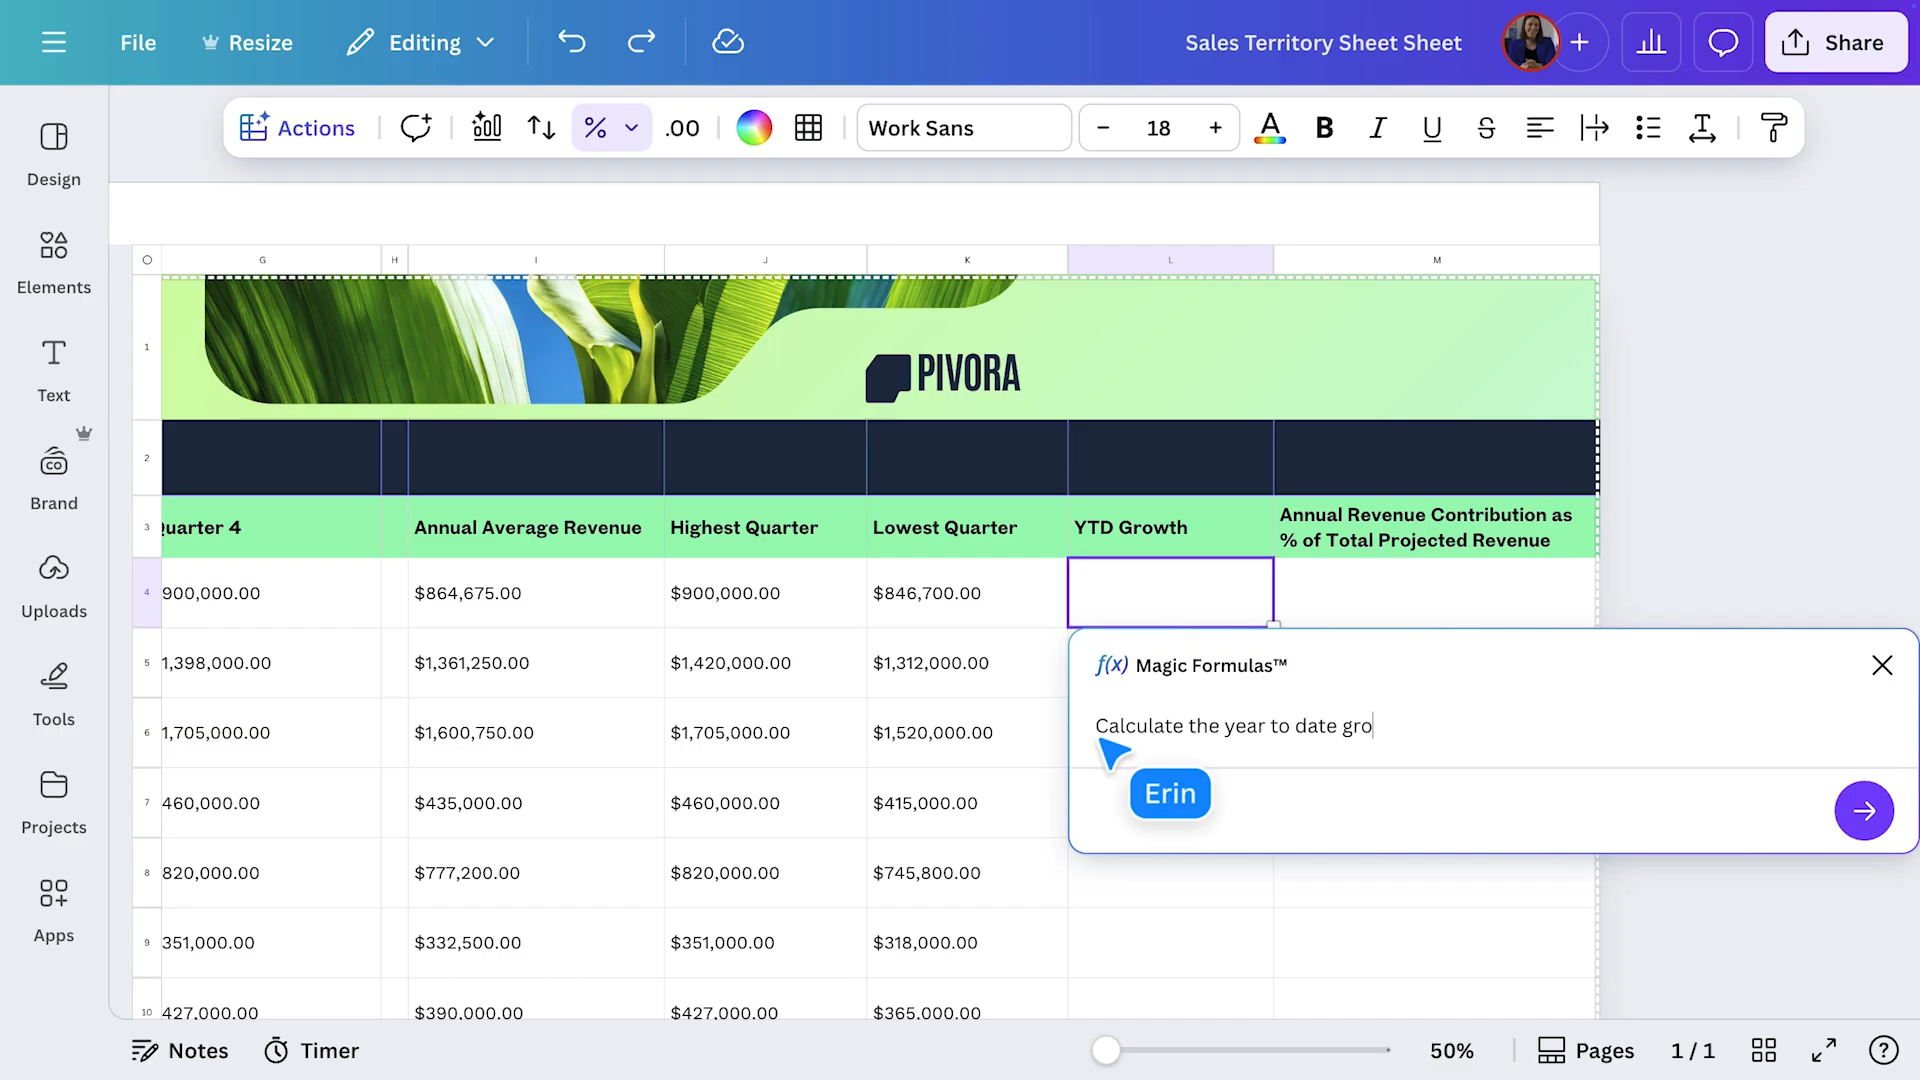 File
Resize
Editing
Sales Territory Sheet Sheet
Share
Actions
% .00
Work Sans
− 18 +
A B I U S
Design
Elements
Text
Brand
Uploads
Tools
Projects
Apps
G H I J K L M
1
PIVORA
2
3 Quarter 4 Annual Average Revenue Highest Quarter Lowest Quarter YTD Growth Annual Revenue Contribution as
% of Total Projected Revenue
4 900,000.00 $864,675.00 $900,000.00 $846,700.00
5 1,398,000.00 $1,361,250.00 $1,420,000.00 $1,312,000.00
6 1,705,000.00 $1,600,750.00 $1,705,000.00 $1,520,000.00
7 460,000.00 $435,000.00 $460,000.00 $415,000.00
8 820,000.00 $777,200.00 $820,000.00 $745,800.00
9 351,000.00 $332,500.00 $351,000.00 $318,000.00
10 427,000.00 $390,000.00 $427,000.00 $365,000.00
f(x) Magic Formulas™
Calculate the year to date gro
Erin
Notes
Timer
50%
Pages
1 / 1